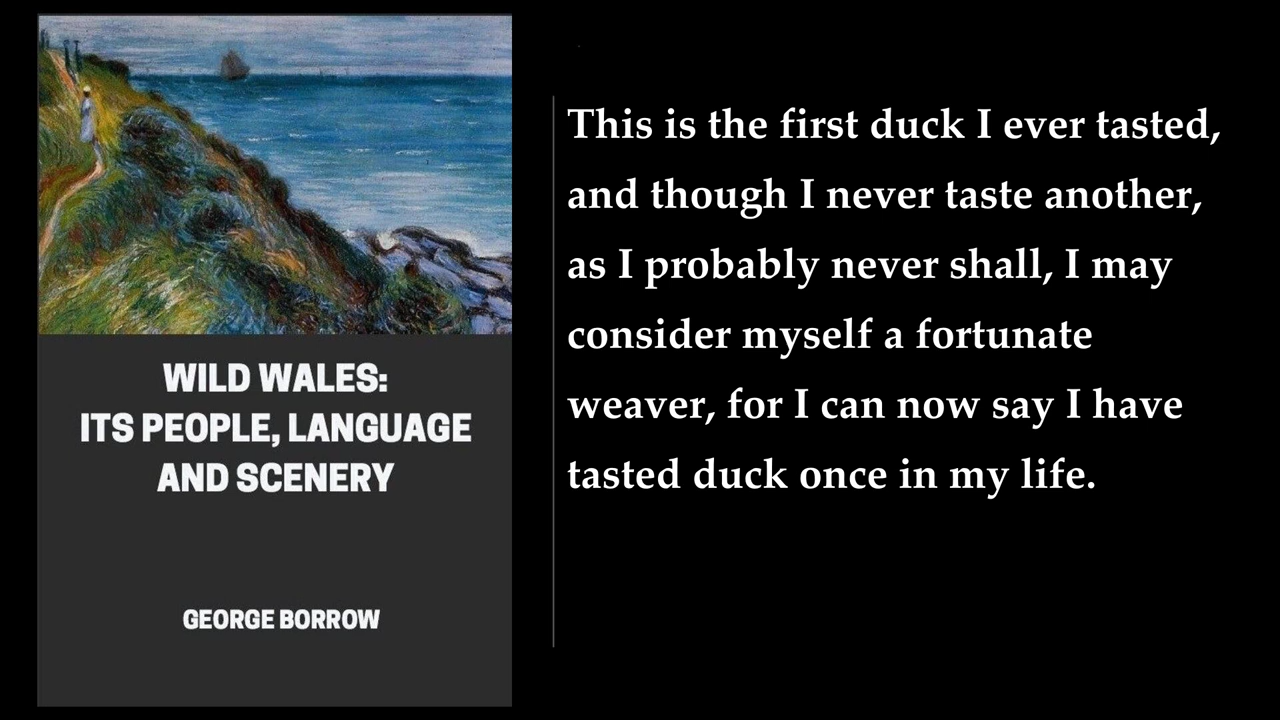 WILD WALES:
ITS PEOPLE, LANGUAGE
AND SCENERY
GEORGE BORROW
This is the first duck I ever tasted,
and though I never taste another,
as I probably never shall, I may
consider myself a fortunate
weaver, for I can now say I have
tasted duck once in my life.